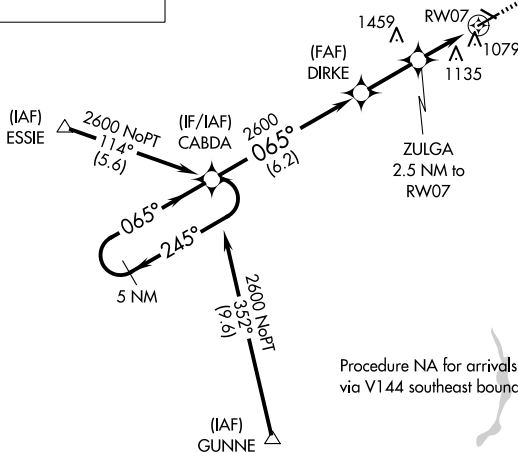 1459
RW07
1079
1135
(FAF)
DIRKE
(IAF)
ESSIE
2600 NoPT
114°
(5.6)
(IF/IAF)
CABDA
2600
065°
(6.2)
ZULGA
2.5 NM to
RW07
065°
245°
5 NM
2600 NoPT
352°
(9.6)
Procedure NA for arrivals
via V144 southeast bound
(IAF)
GUNNE